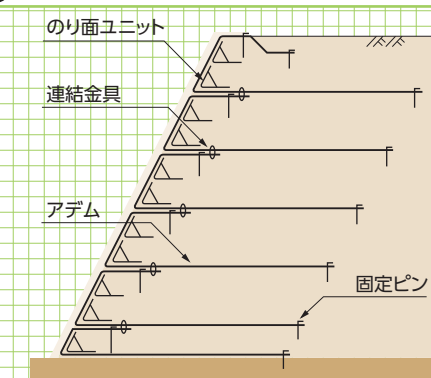 のり面ユニット
連結金具
アデム
固定ピン